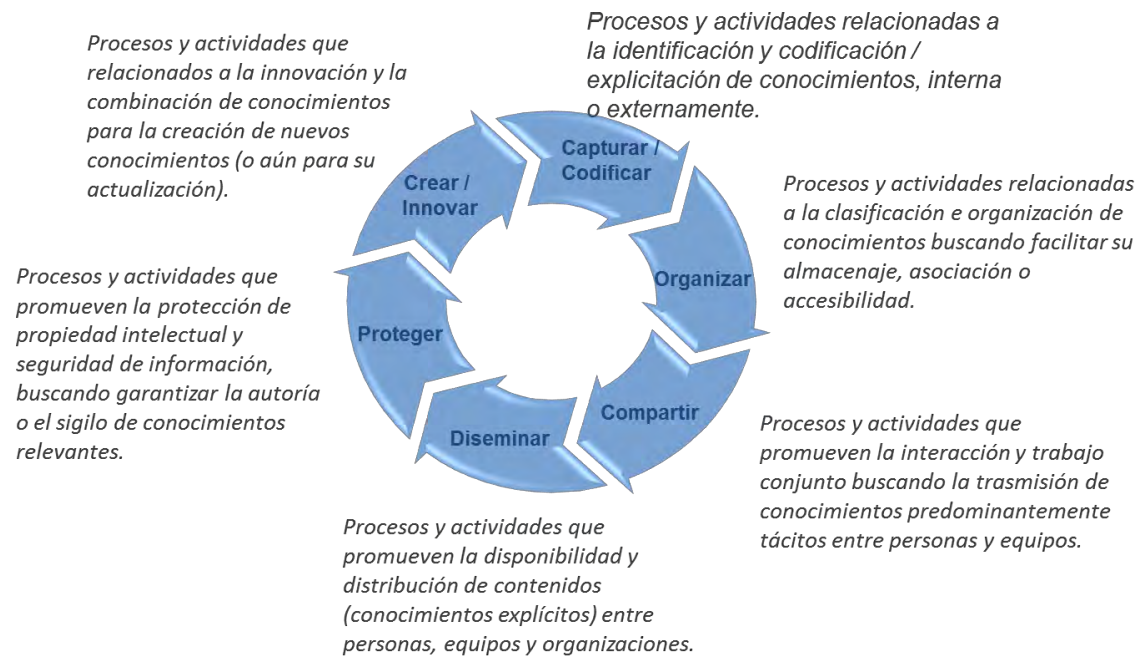 Procesos y actividades relacionadas a
la identificación y codificación /
explicitación de conocimientos, interna
o externamente.
Capturar /
Codificar
Procesos y actividades relacionadas
a la clasificación e organización de
conocimientos buscando facilitar su
almacenaje, asociación o
accesibilidad.
Organizar
Procesos y actividades que
promueven la interacción y trabajo
conjunto buscando la trasmisión de
conocimientos predominantemente
tácitos entre personas y equipos.
Compartir
Procesos y actividades que
promueven la disponibilidad y
distribución de contenidos
(conocimientos explícitos) entre
personas, equipos y organizaciones.
Diseminar
Procesos y actividades que
promueven la protección de
propiedad intelectual y
seguridad de información,
buscando garantizar la autoría
o el sigilo de conocimientos
relevantes.
Proteger
Procesos y actividades que
relacionados a la innovación y la
combinación de conocimientos
para la creación de nuevos
conocimientos (o aún para su
actualización).
Crear /
Innovar